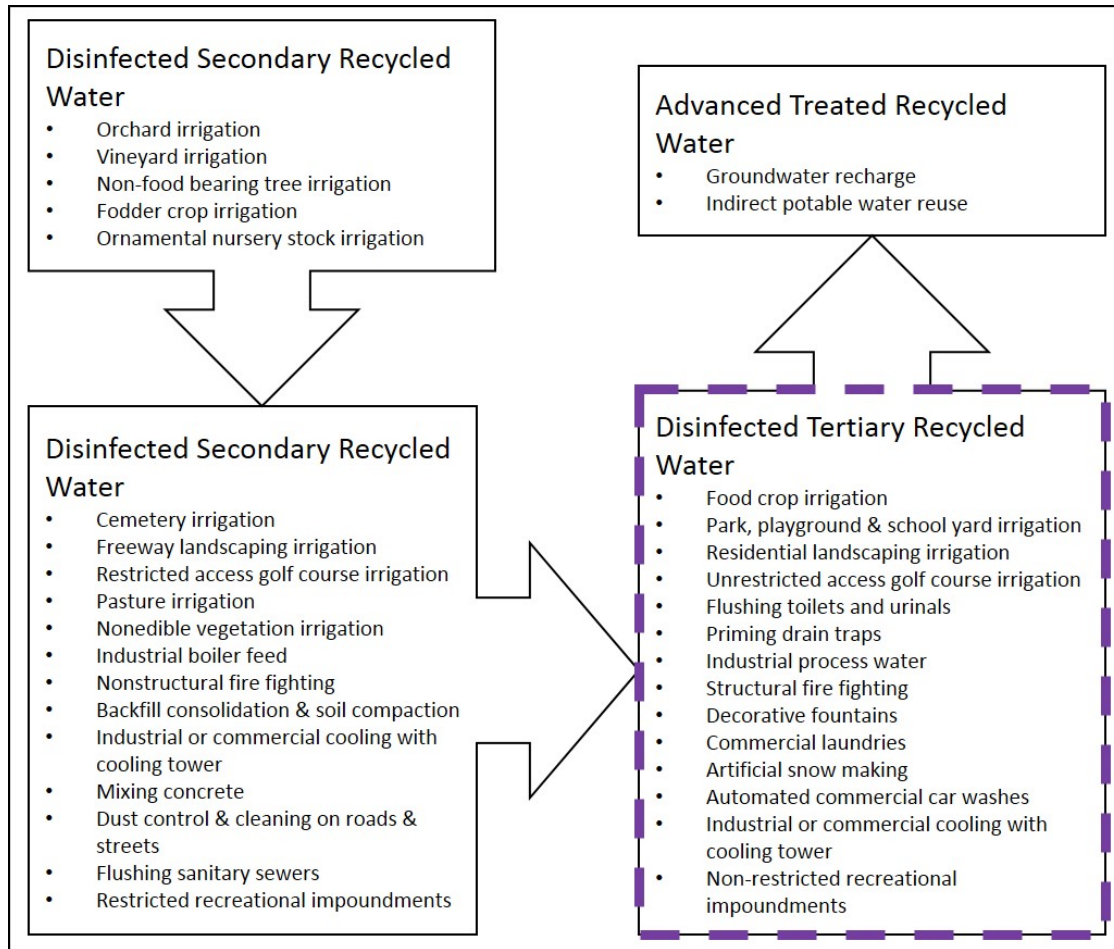 Disinfected Secondary Recycled
Water
• Orchard irrigation
• Vineyard irrigation
• Non-food bearing tree irrigation
• Fodder crop irrigation
• Ornamental nursery stock irrigation
Disinfected Secondary Recycled
Water
• Cemetery irrigation
• Freeway landscaping irrigation
• Restricted access golf course irrigation
• Pasture irrigation
• Nonedible vegetation irrigation
• Industrial boiler feed
• Nonstructural fire fighting
• Backfill consolidation & soil compaction
• Industrial or commercial cooling with
cooling tower
• Mixing concrete
• Dust control & cleaning on roads &
streets
• Flushing sanitary sewers
• Restricted recreational impoundments
Disinfected Tertiary Recycled
Water
• Food crop irrigation
• Park, playground & school yard irrigation
• Residential landscaping irrigation
• Unrestricted access golf course irrigation
• Flushing toilets and urinals
• Priming drain traps
• Industrial process water
• Structural fire fighting
• Decorative fountains
• Commercial laundries
• Artificial snow making
• Automated commercial car washes
• Industrial or commercial cooling with
cooling tower
• Non-restricted recreational
impoundments
Advanced Treated Recycled
Water
• Groundwater recharge
• Indirect potable water reuse